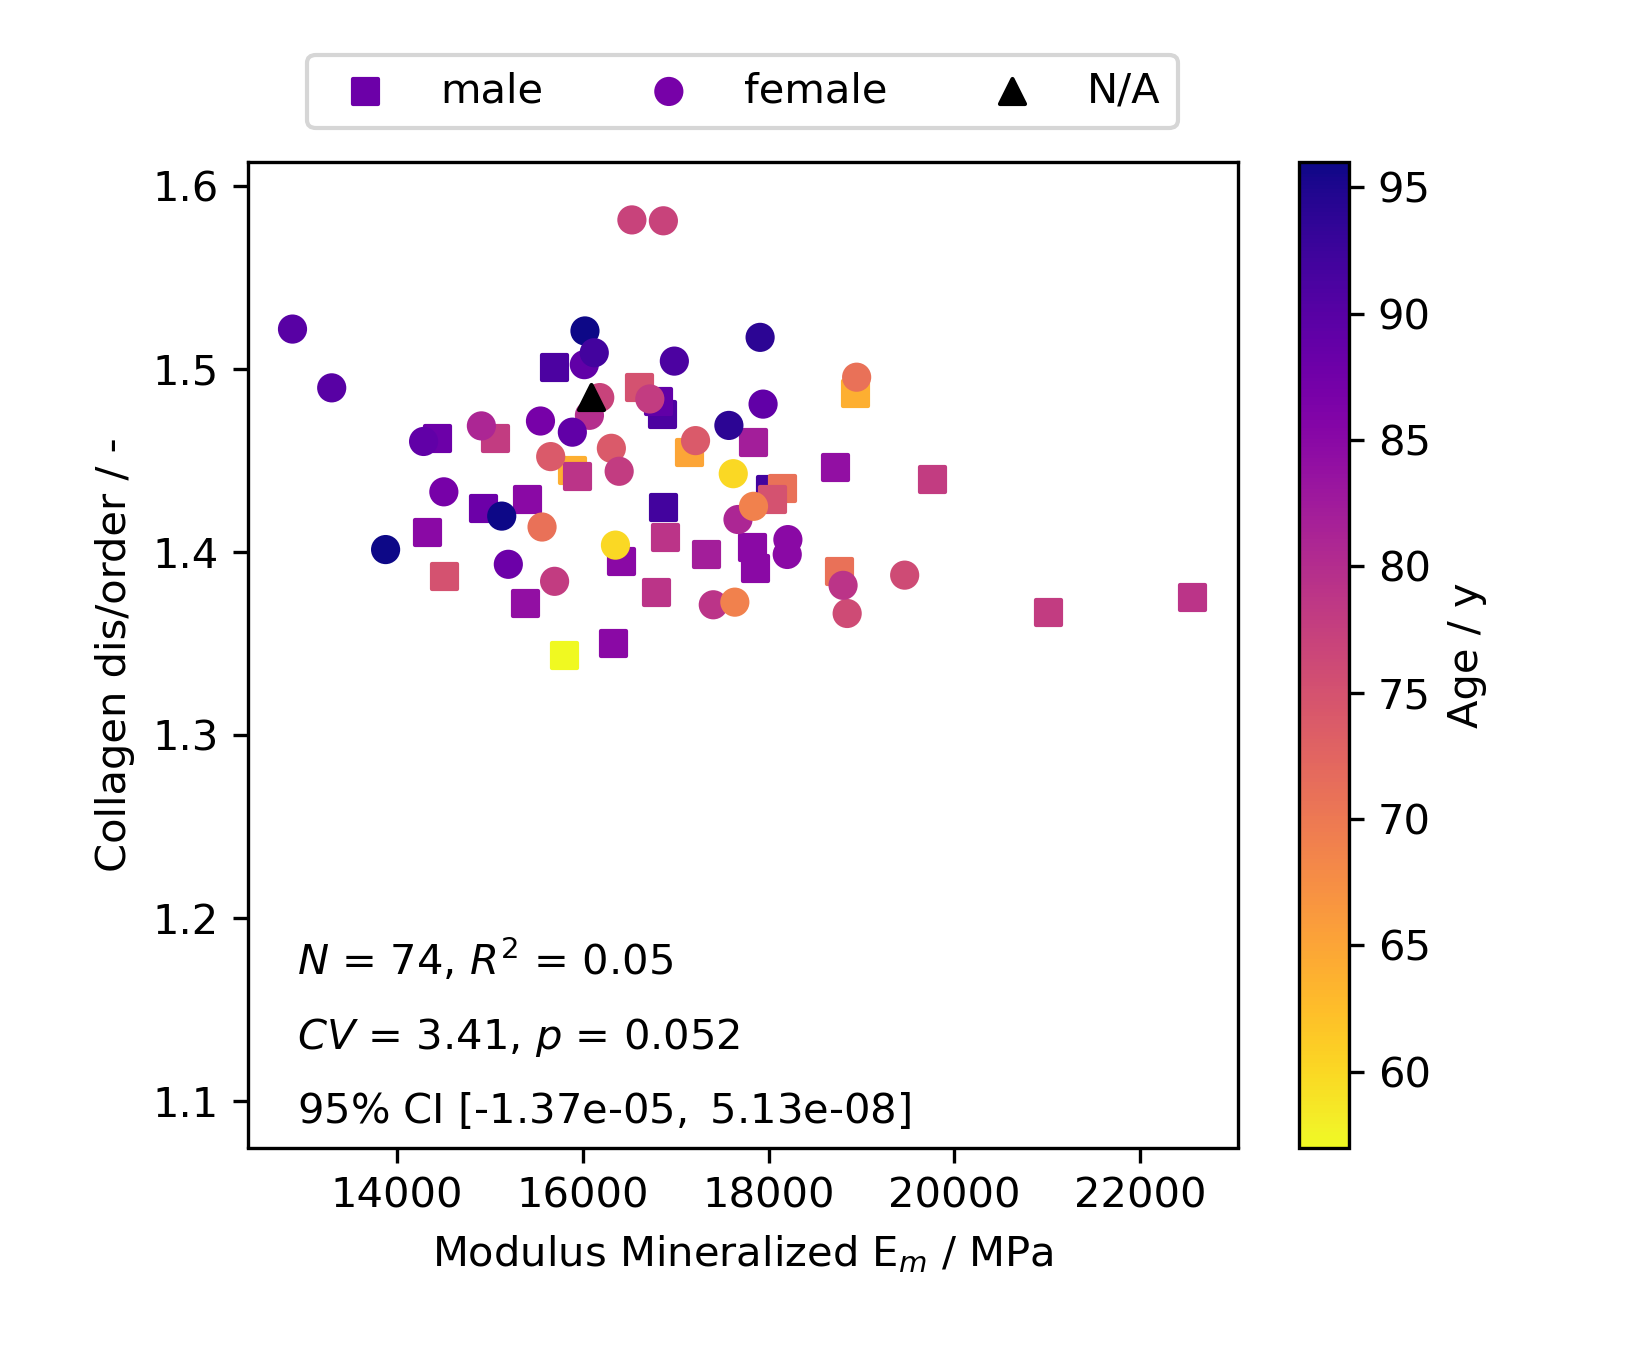 male female N/A
1.6
1.5
1.4
1.3
1.2
1.1
Collagen dis/order / -
N = 74, R² = 0.05
CV = 3.41, p = 0.052
95% CI [-1.37e-05, 5.13e-08]
14000 16000 18000 20000 22000
Modulus Mineralized Eₘ / MPa
95
90
85
80
75
70
65
60
Age / y